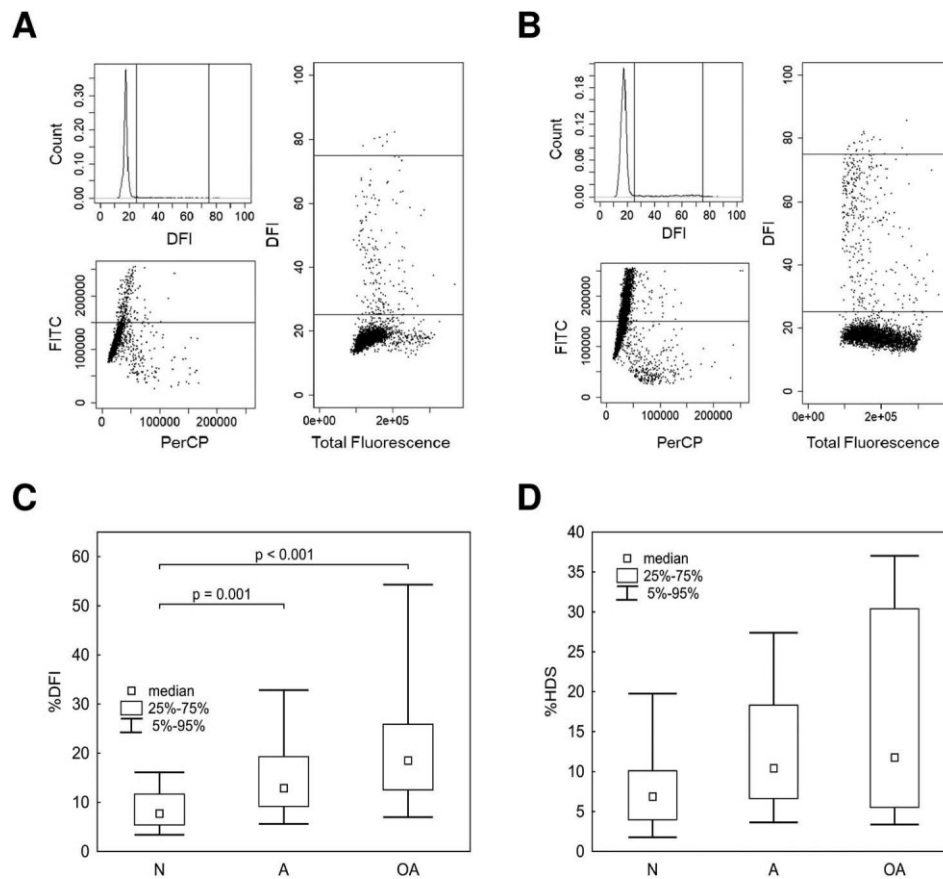 A
Count
0.00
0.10
0.20
0.30
0 20 40 60 80 100
DFI
FITC
0
100000
200000
0 100000 200000
PerCP
DFI
0
20
40
60
80
100
0e+00 2e+05
Total Fluorescence
B
Count
0.00
0.06
0.12
0.18
0 20 40 60 80 100
DFI
FITC
0
100000
200000
0 100000 200000
PerCP
DFI
0
20
40
60
80
100
0e+00 2e+05
Total Fluorescence
C
%DFI
60
50
40
30
20
10
0
p < 0.001
p = 0.001
median
25%-75%
5%-95%
N A OA
D
%HDS
40
35
30
25
20
15
10
5
0
median
25%-75%
5%-95%
N A OA